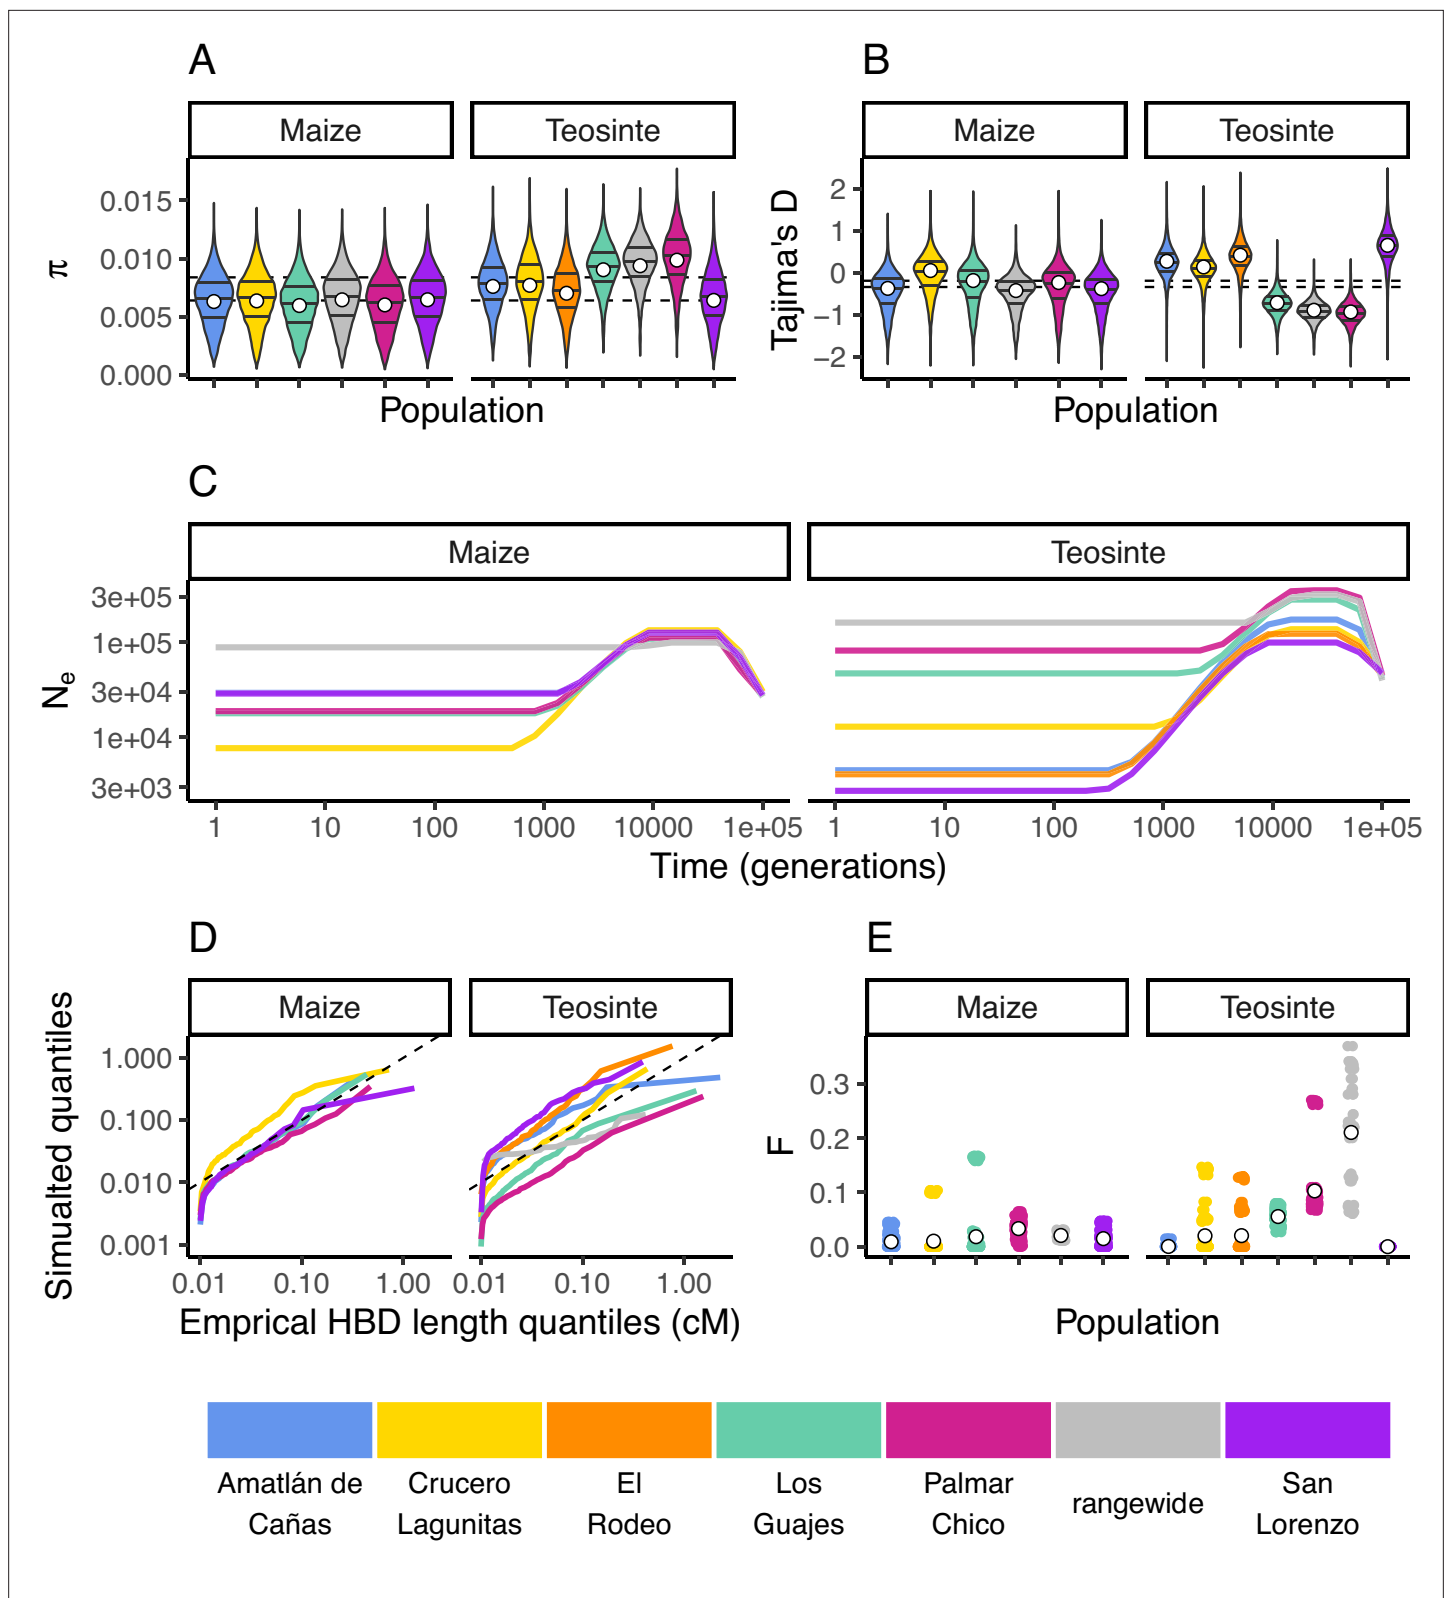 A
B
Maize
Teosinte
Maize
Teosinte
π
0.015
0.010
0.005
0.000
Tajima's D
2
1
0
−1
−2
Population
Population
C
Maize
Teosinte
Ne
3e+05
1e+05
3e+04
1e+04
3e+03
1 10 100 1000 10000 1e+05
1 10 100 1000 10000 1e+05
Time (generations)
D
E
Maize
Teosinte
Maize
Teosinte
Simualted quantiles
1.000
0.100
0.010
0.001
F
0.3
0.2
0.1
0.0
0.01 0.10 1.00
0.01 0.10 1.00
Emprical HBD length quantiles (cM)
Population
Amatlán de
Cañas
Crucero
Lagunitas
El
Rodeo
Los
Guajes
Palmar
Chico
rangewide
San
Lorenzo